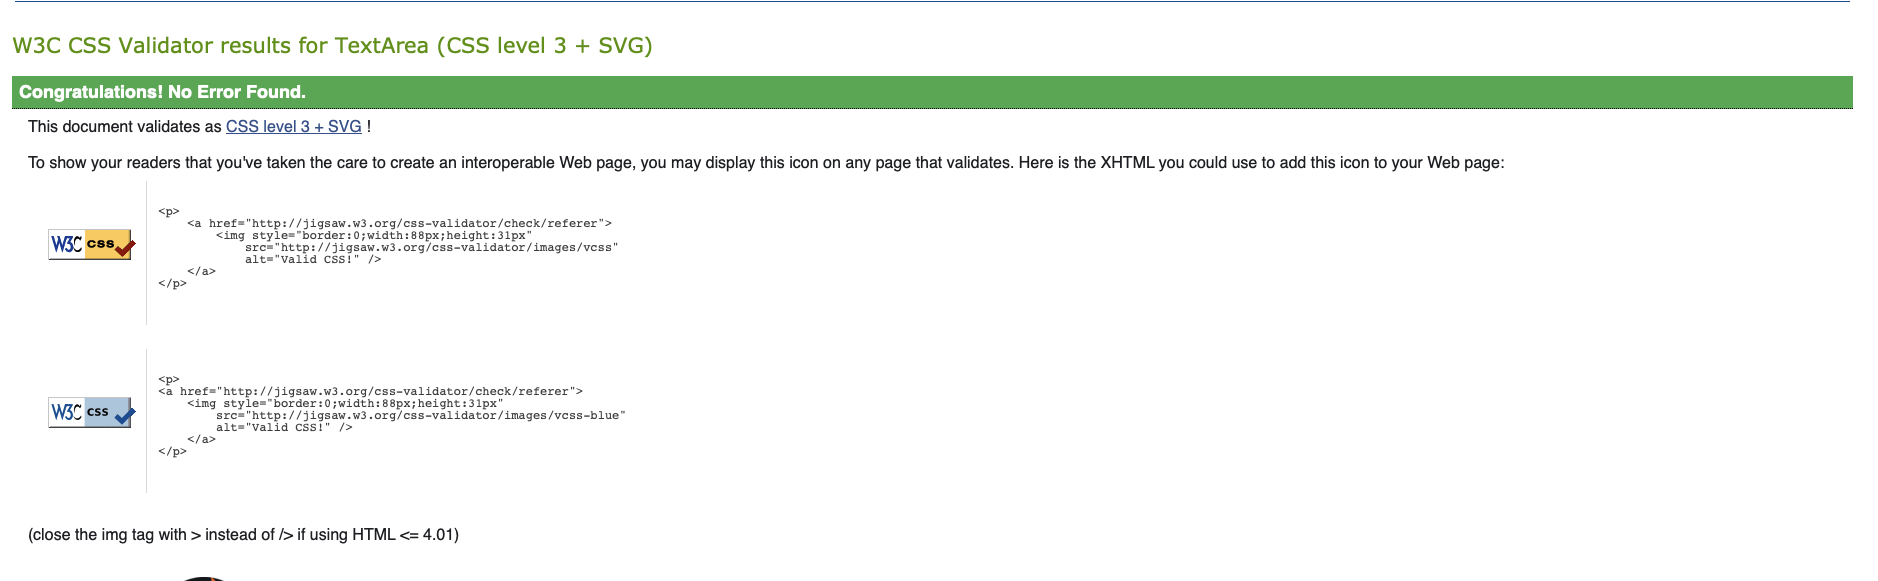 W3C CSS Validator results for TextArea (CSS level 3 + SVG)
Congratulations! No Error Found.
This document validates as CSS level 3 + SVG !
To show your readers that you've taken the care to create an interoperable Web page, you may display this icon on any page that validates. Here is the XHTML you could use to add this icon to your Web page:
W3C css
<p>
<a href="http://jigsaw.w3.org/css-validator/check/referer">
<img style="border:0;width:88px;height:31px"
src="http://jigsaw.w3.org/css-validator/images/vcss"
alt="Valid CSS!" />
</a>
</p>
W3C css
<p>
<a href="http://jigsaw.w3.org/css-validator/check/referer">
<img style="border:0;width:88px;height:31px"
src="http://jigsaw.w3.org/css-validator/images/vcss-blue"
alt="Valid CSS!" />
</a>
</p>
(close the img tag with > instead of /> if using HTML <= 4.01)